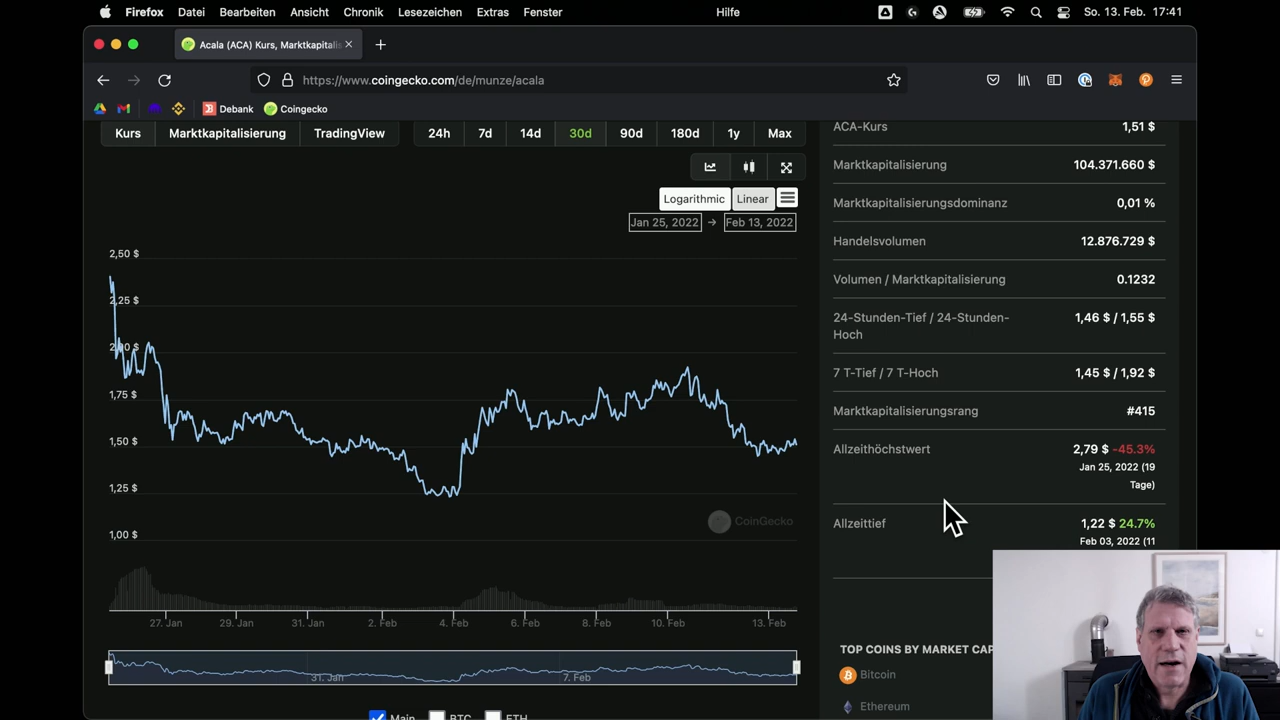 Firefox Datei Bearbeiten Ansicht Chronik Lesezeichen Extras Fenster Hilfe So. 13. Feb. 17:41
Acala (ACA) Kurs, Marktkapitalis
https://www.coingecko.com/de/munze/acala
Debank Coingecko
Kurs Marktkapitalisierung TradingView 24h 7d 14d 30d 90d 180d 1y Max
Logarithmic Linear
Jan 25, 2022 → Feb 13, 2022
2,50 $
2,25 $
2,00 $
1,75 $
1,50 $
1,25 $
1,00 $
CoinGecko
27. Jan 29. Jan 31. Jan 2. Feb 4. Feb 6. Feb 8. Feb 10. Feb 13. Feb
31. Jan 7. Feb
Main BTC ETH
ACA-Kurs 1,51 $
Marktkapitalisierung 104.371.660 $
Marktkapitalisierungsdominanz 0,01 %
Handelsvolumen 12.876.729 $
Volumen / Marktkapitalisierung 0.1232
24-Stunden-Tief / 24-Stunden- 1,46 $ / 1,55 $
Hoch
7 T-Tief / 7 T-Hoch 1,45 $ / 1,92 $
Marktkapitalisierungsrang #415
Allzeithöchstwert 2,79 $ -45.3%
Jan 25, 2022 (19
Tage)
Allzeittief 1,22 $ 24.7%
Feb 03, 2022 (11
TOP COINS BY MARKET CAP
Bitcoin
Ethereum